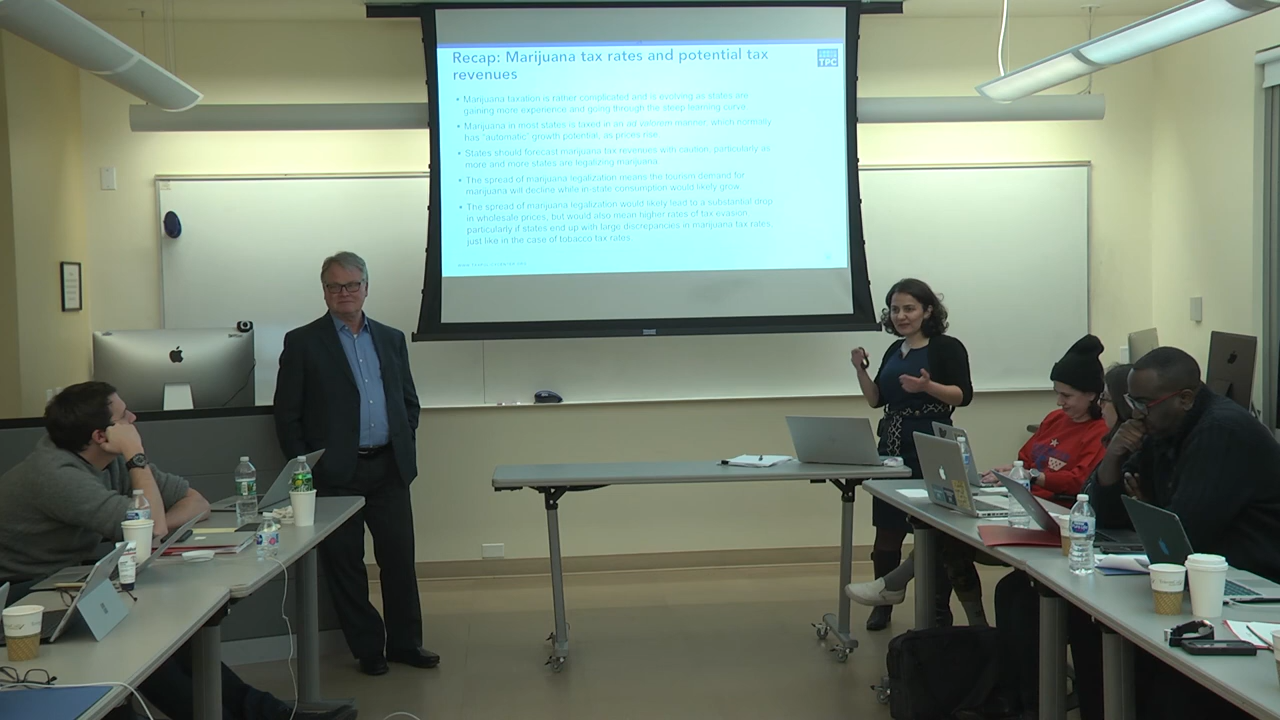 Recap: Marijuana tax rates and potential tax
revenues
TPC
• Marijuana taxation is rather complicated and is evolving as states are
gaining more experience and going through the steep learning curve.
• Marijuana in most states is taxed in an ad valorem manner, which normally
has "automatic" growth potential, as prices rise.
• States should forecast marijuana tax revenues with caution, particularly as
more and more states are legalizing marijuana.
• The spread of marijuana legalization means the tourism demand for
marijuana will decline while in-state consumption would likely grow.
• The spread of marijuana legalization would likely lead to a substantial drop
in wholesale prices, but would also mean higher rates of tax evasion,
particularly if states end up with large discrepancies in marijuana tax rates
just like in the case of tobacco tax rates.